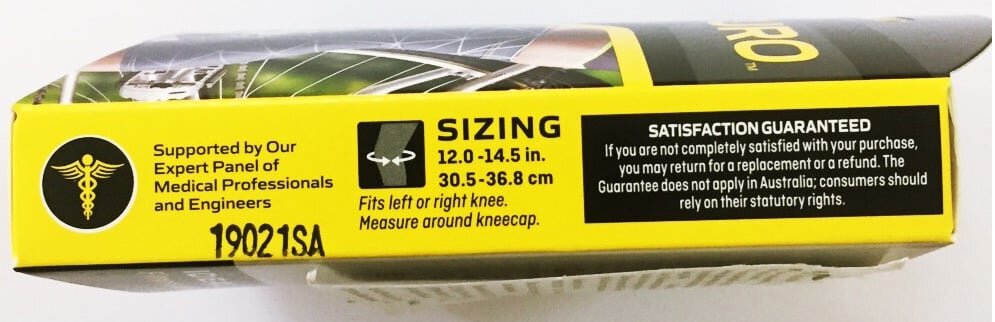 URO™
Supported by Our
Expert Panel of
Medical Professionals
and Engineers
19021SA
SIZING
12.0 -14.5 in.
30.5-36.8 cm
Fits left or right knee.
Measure around kneecap.
SATISFACTION GUARANTEED
If you are not completely satisfied with your purchase,
you may return for a replacement or a refund. The
Guarantee does not apply in Australia; consumers should
rely on their statutory rights.